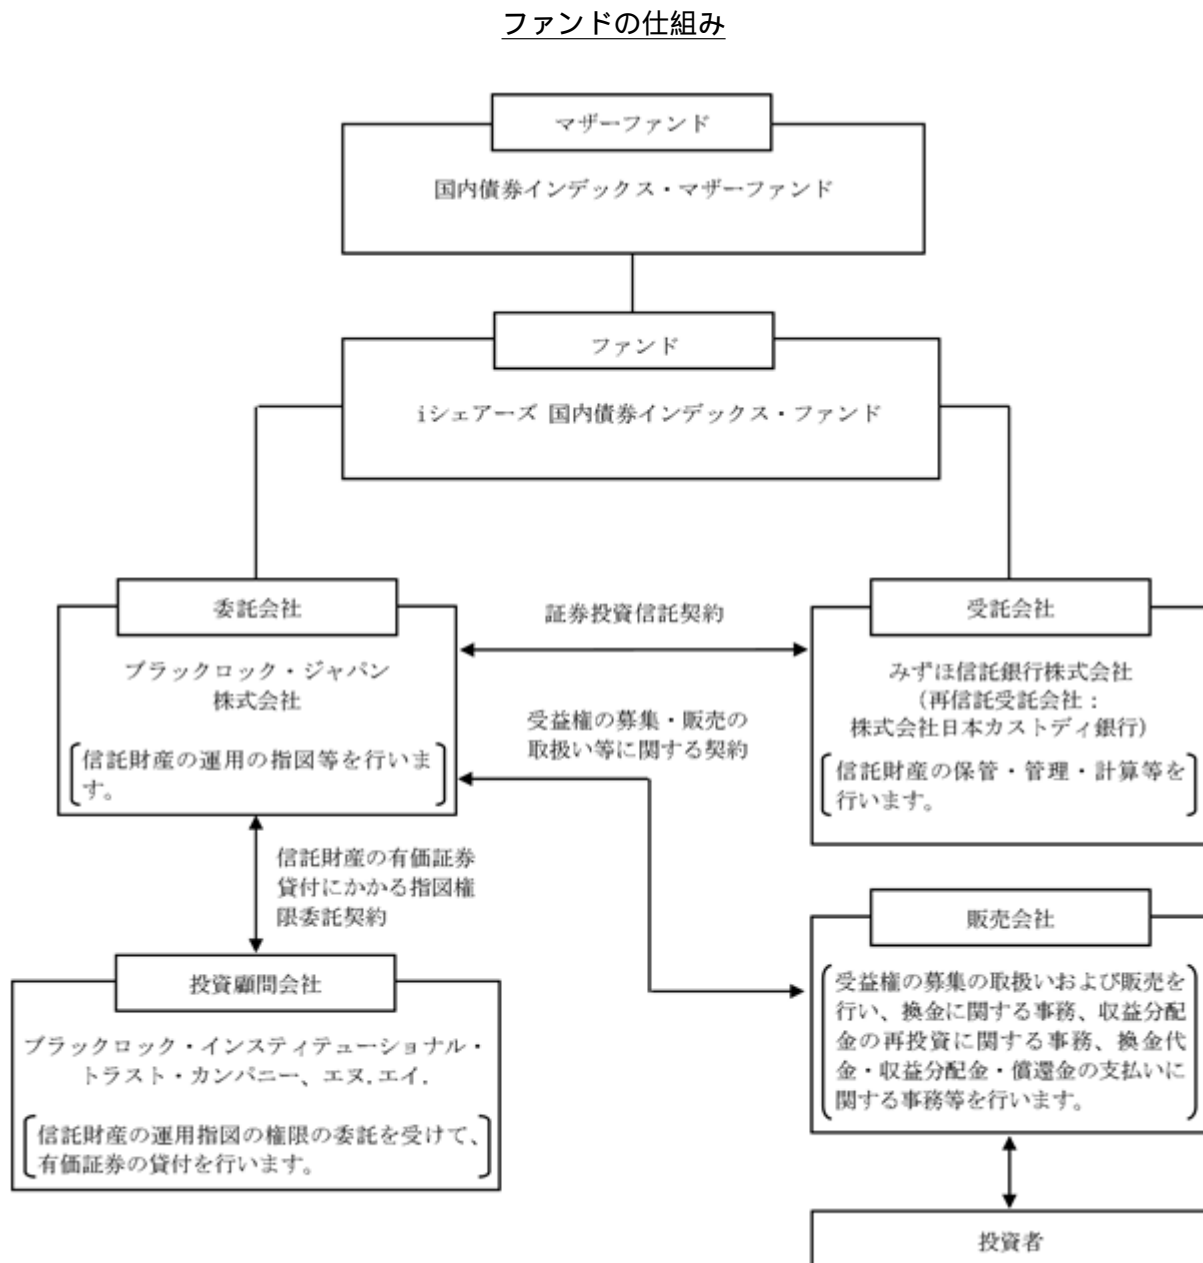 ファンドの仕組み
マザーファンド
国内債券インデックス・マザーファンド
ファンド
iシェアーズ 国内債券インデックス・ファンド
委託会社
ブラックロック・ジャパン
株式会社
信託財産の運用の指図等を行いま
す。
証券投資信託契約
受益権の募集・販売の
取扱い等に関する契約
受託会社
みずほ信託銀行株式会社
（再信託受託会社：
株式会社日本カストディ銀行）
信託財産の保管・管理・計算等を
行います。
信託財産の有価証券
貸付にかかる指図権
限委託契約
投資顧問会社
ブラックロック・インスティテューショナル・
トラスト・カンパニー、エヌ.エイ.
信託財産の運用指図の権限の委託を受けて、
有価証券の貸付を行います。
販売会社
受益権の募集の取扱いおよび販売を
行い、換金に関する事務、収益分配
金の再投資に関する事務、換金代
金・収益分配金・償還金の支払いに
関する事務等を行います。
投資者